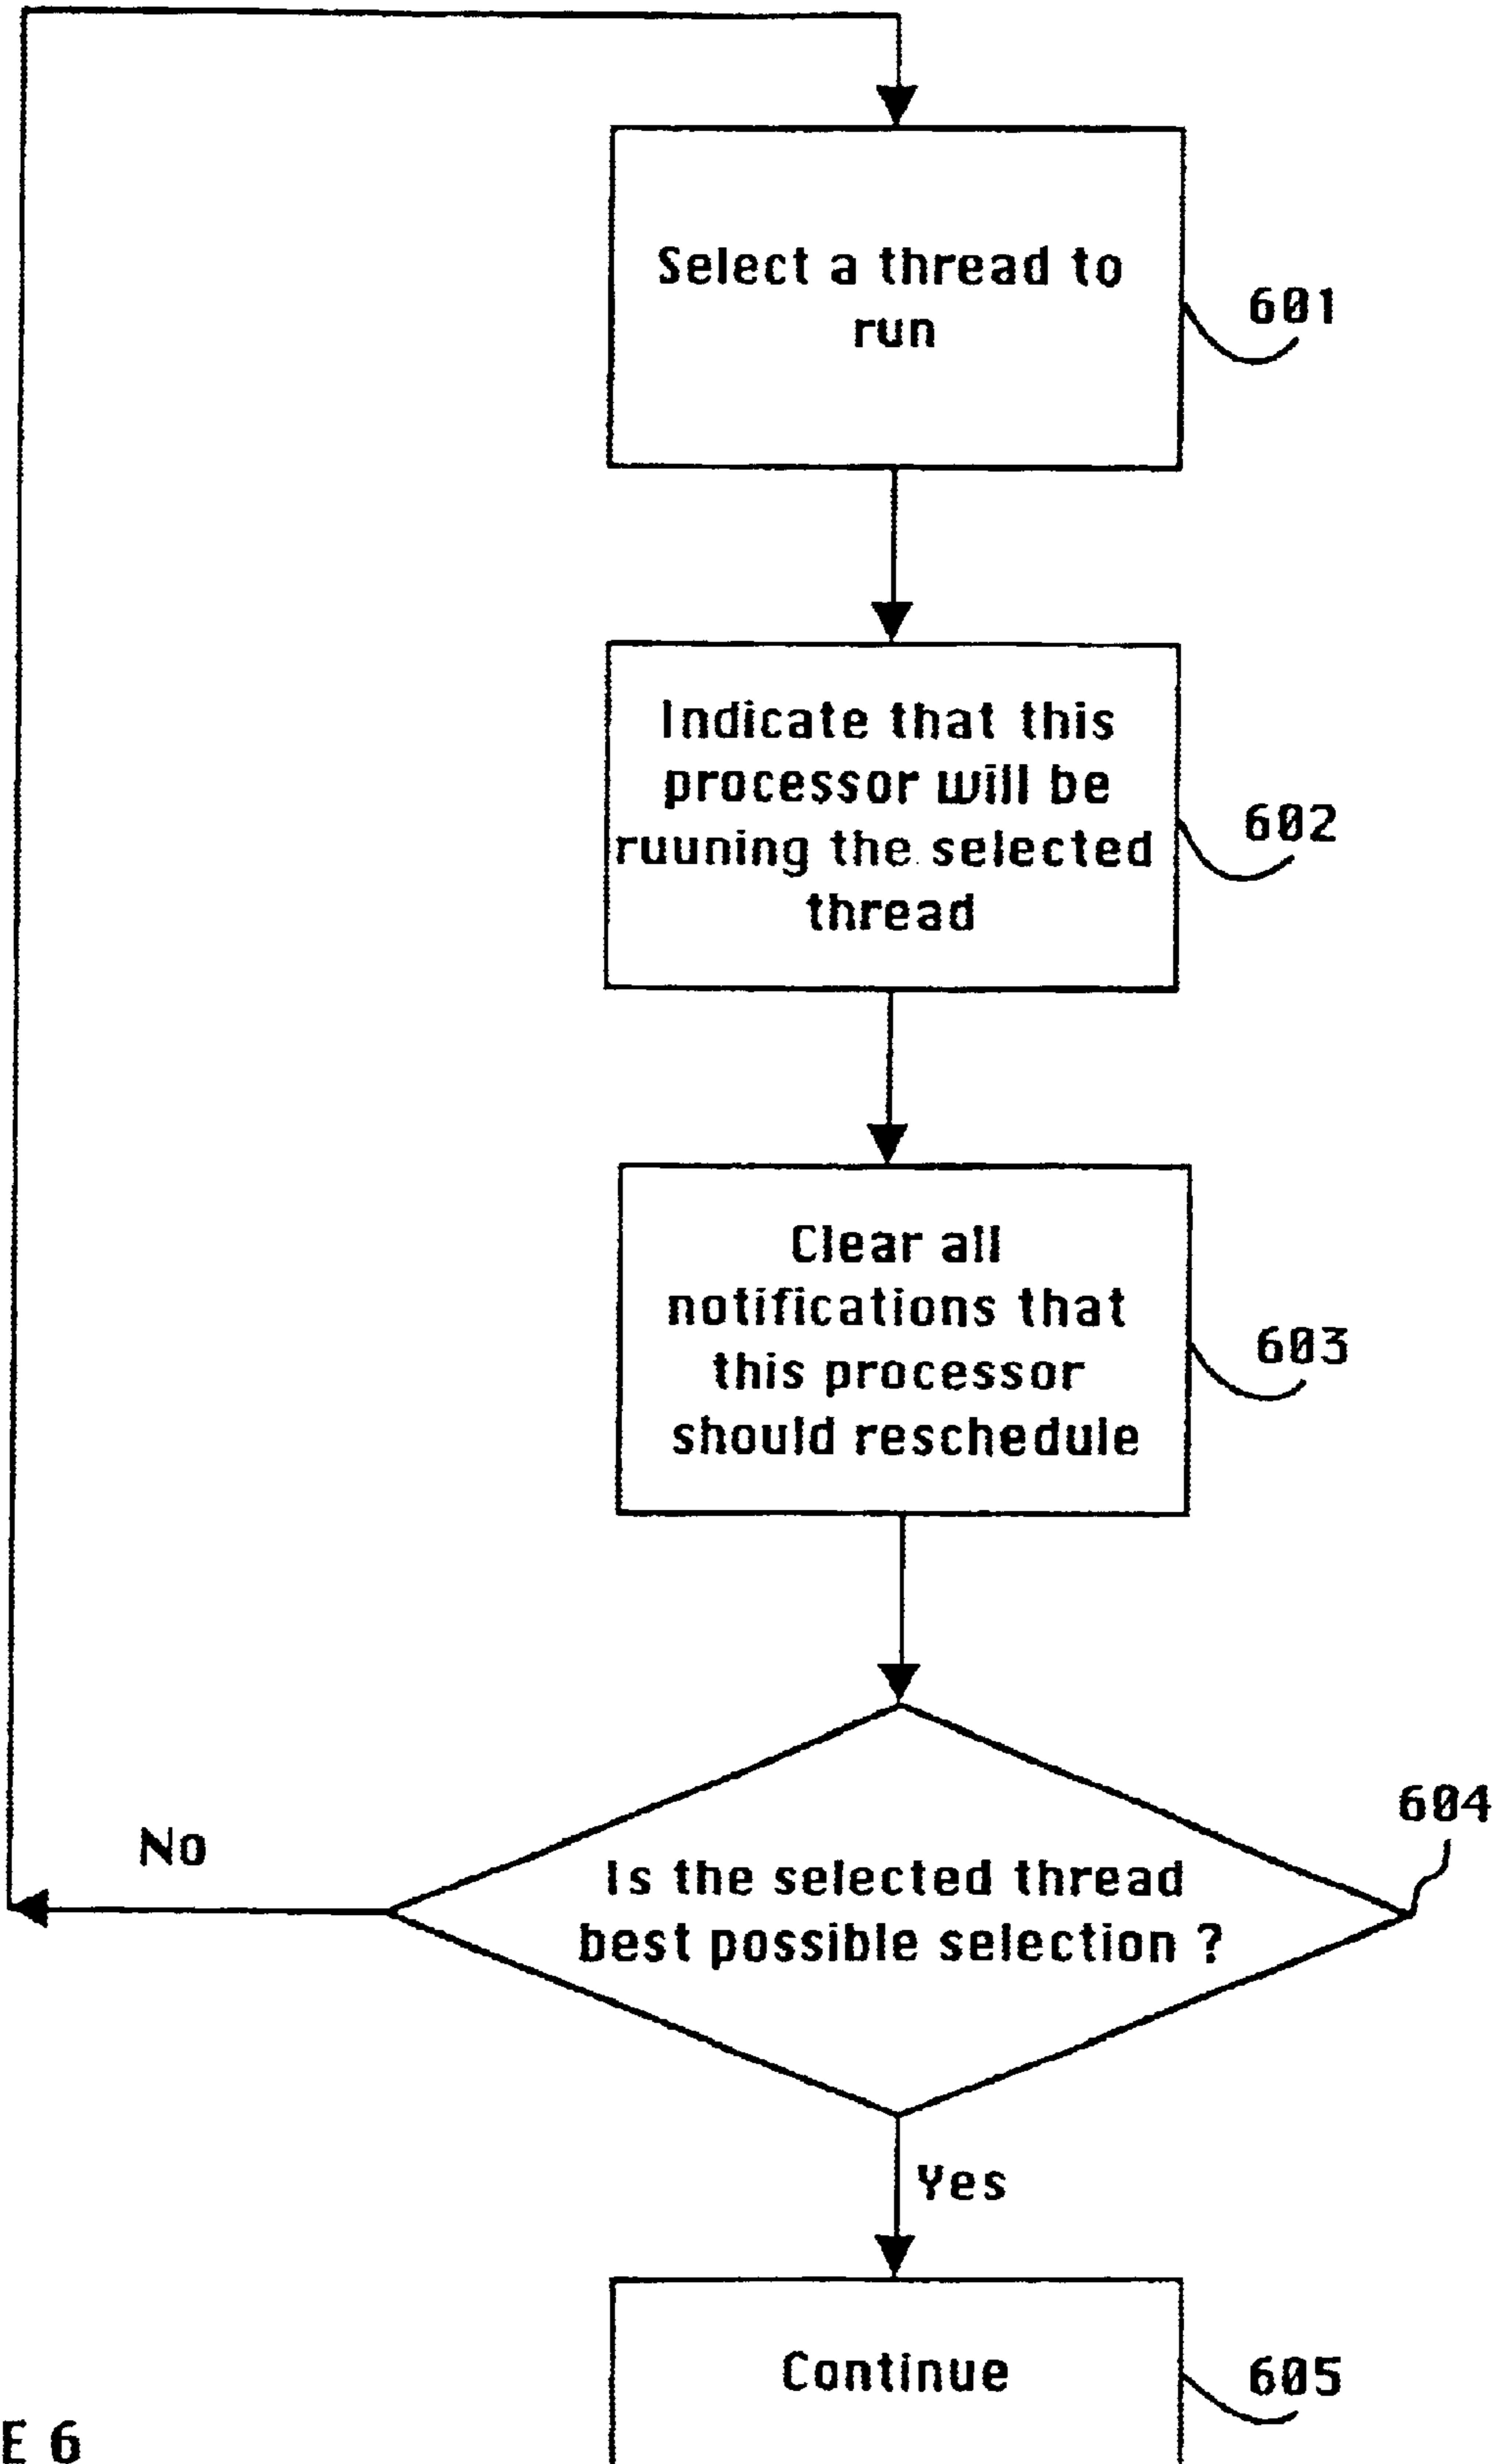 Select a thread to
run
601
Indicate that this
processor will be
ruuning the selected
thread
602
Clear all
notifications that
this processor
should reschedule
603
604
No
Is the selected thread
best possible selection ?
Yes
Continue
605
E 6